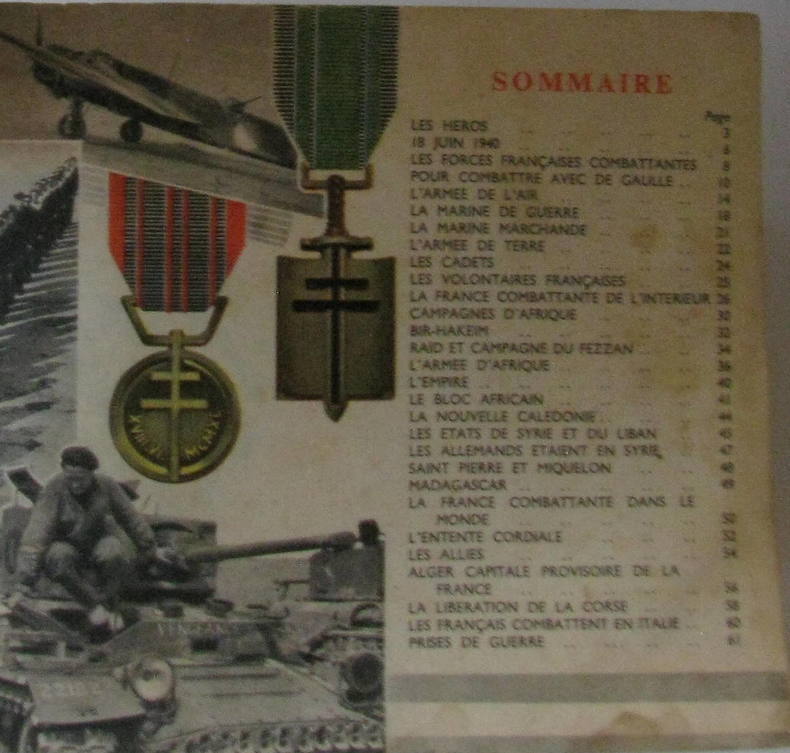 SOMMAIRE
Page
LES HEROS .. .. .. .. 3
18 JUIN 1940 .. .. .. .. 6
LES FORCES FRANÇAISES COMBATTANTES 8
POUR COMBATTRE AVEC DE GAULLE .. 10
L'ARMEE DE L'AIR .. .. .. 14
LA MARINE DE GUERRE .. .. 18
LA MARINE MARCHANDE .. .. 21
L'ARMEE DE TERRE .. .. .. 22
LES CADETS .. .. .. .. 24
LES VOLONTAIRES FRANÇAISES .. 25
LA FRANCE COMBATTANTE DE L'INTERIEUR 26
CAMPAGNES D'AFRIQUE .. .. 30
BIR-HAKEIM .. .. .. .. 32
RAID ET CAMPAGNE DU FEZZAN .. .. 34
L'ARMEE D'AFRIQUE .. .. .. 36
L'EMPIRE .. .. .. .. .. 40
LE BLOC AFRICAIN .. .. .. 41
LA NOUVELLE CALEDONIE .. .. .. 44
LES ETATS DE SYRIE ET DU LIBAN 45
LES ALLEMANDS ETAIENT EN SYRIE 47
SAINT PIERRE ET MIQUELON .. .. 48
MADAGASCAR .. .. .. .. 49
LA FRANCE COMBATTANTE DANS LE
MONDE .. .. .. .. 50
L'ENTENTE CORDIALE .. .. .. 52
LES ALLIES .. .. .. .. 54
ALGER CAPITALE PROVISOIRE DE LA
FRANCE .. .. .. .. 56
LA LIBERATION DE LA CORSE .. .. 58
LES FRANÇAIS COMBATTENT EN ITALIE .. 60
PRISES DE GUERRE .. .. .. 61
XVIII.VI. MCMXL